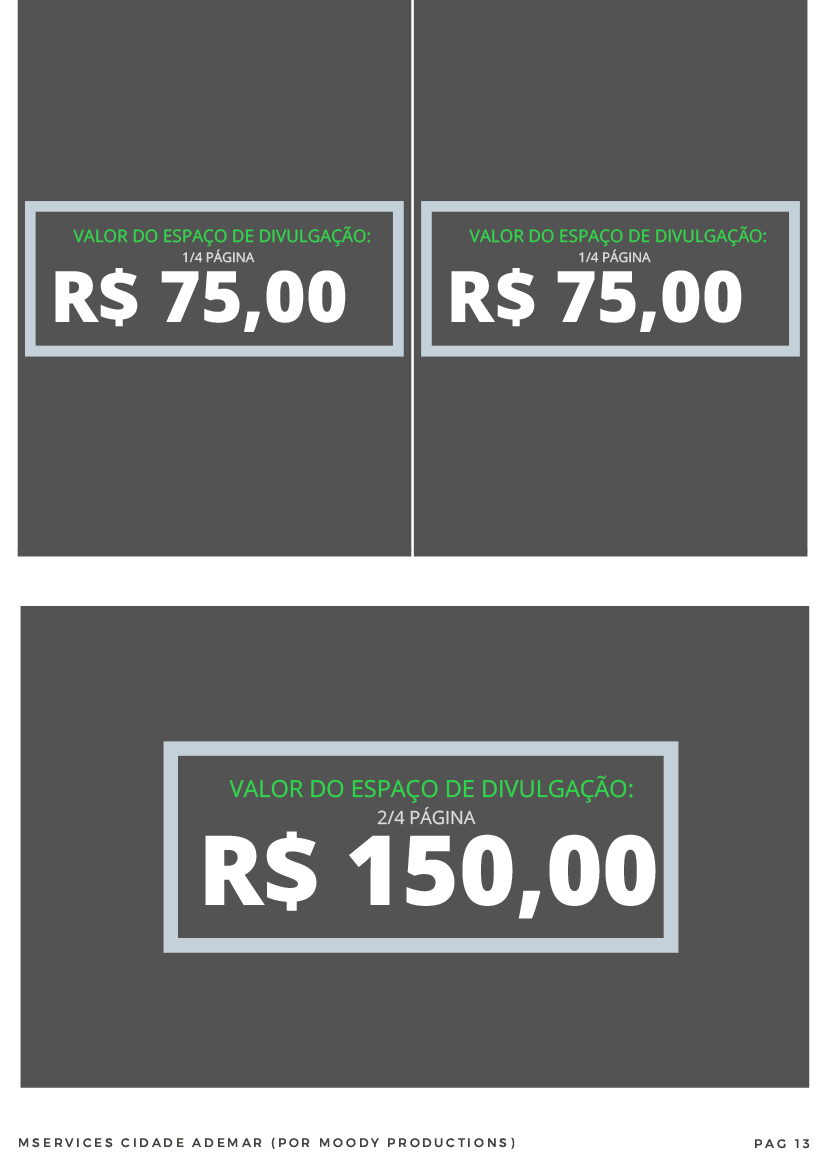 VALOR DO ESPAÇO DE DIVULGAÇÃO:
1/4 PÁGINA
R$ 75,00
VALOR DO ESPAÇO DE DIVULGAÇÃO:
1/4 PÁGINA
R$ 75,00
VALOR DO ESPAÇO DE DIVULGAÇÃO:
2/4 PÁGINA
R$ 150,00
MSERVICES CIDADE ADEMAR (POR MOODY PRODUCTIONS)
PAG 13